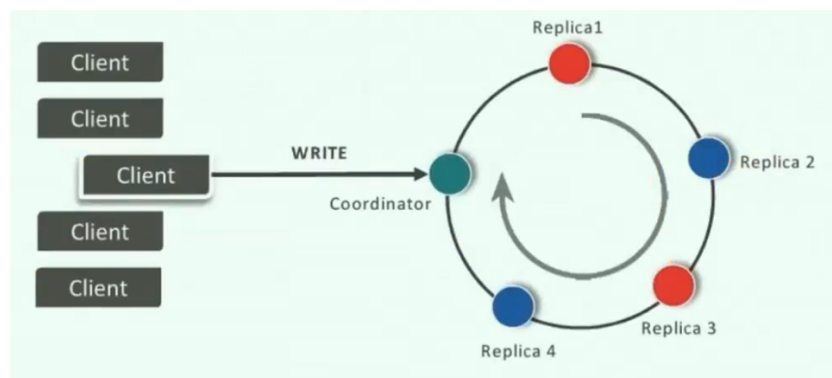 Replica1
Client
Client
WRITE
Client
Replica 2
Coordinator
Client
Client
Replica 3
Replica 4